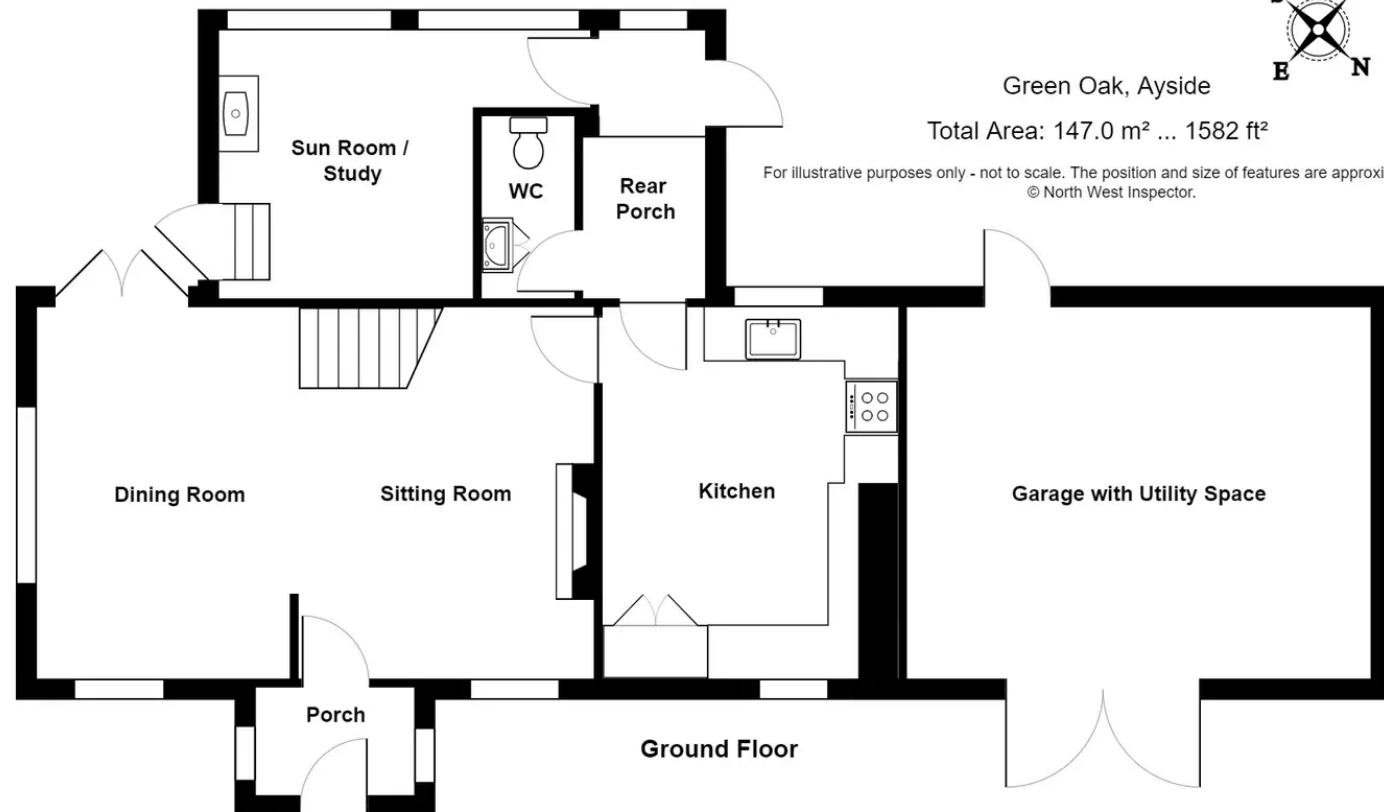 E
N
Green Oak, Ayside
Total Area: 147.0 m² ... 1582 ft²
For illustrative purposes only - not to scale. The position and size of features are
© North West Inspector.
Sun Room /
Study
WC
Rear
Porch
Dining Room
Sitting Room
Kitchen
Garage with Utility Space
Porch
Ground Floor